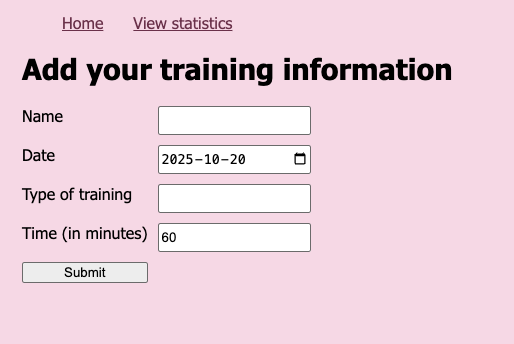 Home View statistics
Add your training information
Name
Date 2025-10-20
Type of training
Time (in minutes) 60
Submit